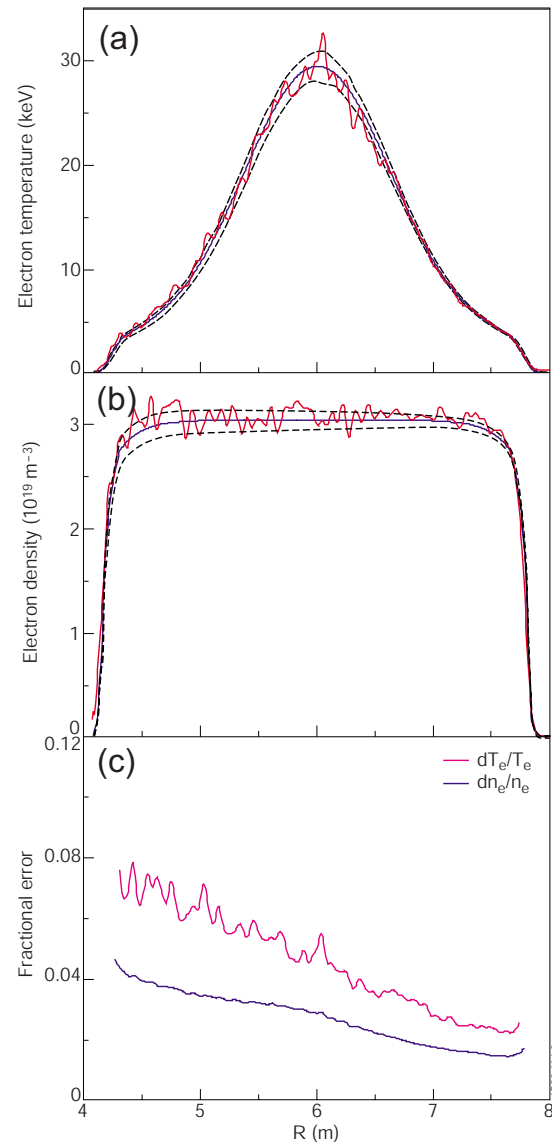 (a)
30
20
10
0
Electron temperature (keV)
(b)
3
2
1
0
Electron density (10¹⁹ m⁻³)
(c)
0.12
0.08
0.04
0
Fractional error
dTₑ/Tₑ
dnₑ/nₑ
4 5 6 7 8
R (m)